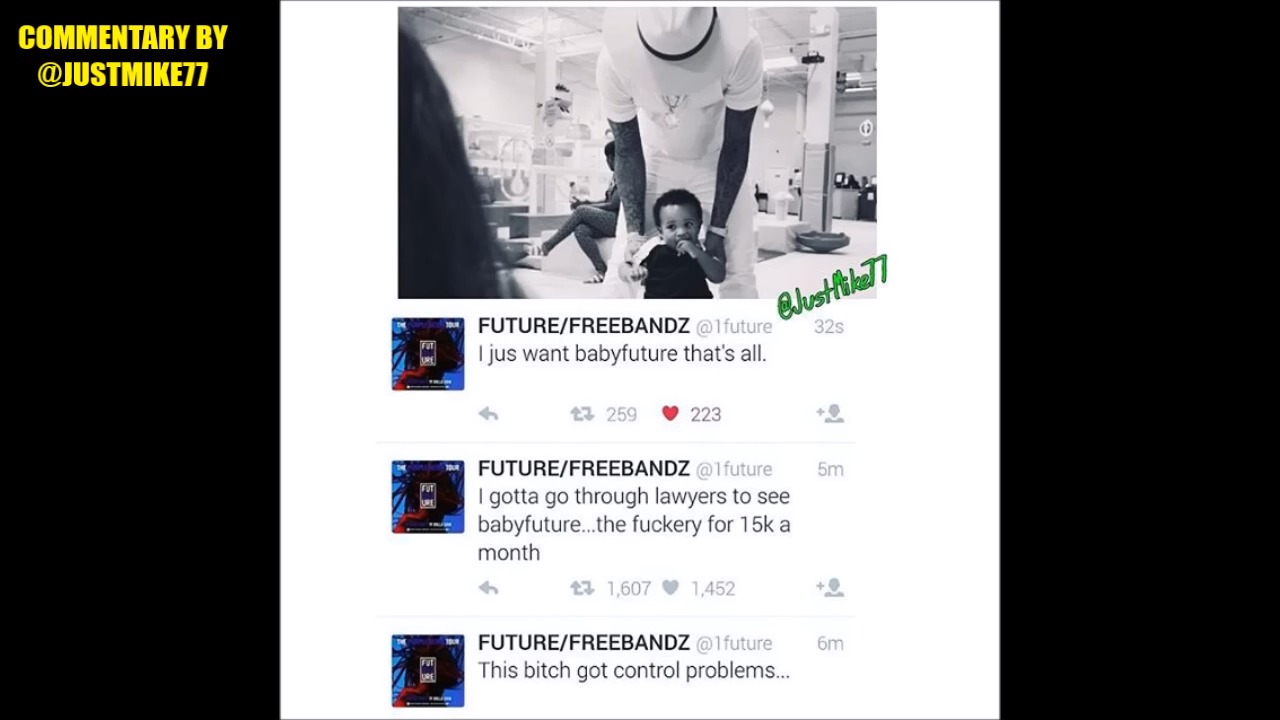 COMMENTARY BY
@JUSTMIKE77
@JustMike77
FUTURE/FREEBANDZ @1future 32s
I jus want babyfuture that's all.
259 223
FUTURE/FREEBANDZ @1future 5m
I gotta go through lawyers to see
babyfuture...the fuckery for 15k a
month
1,607 1,452
FUTURE/FREEBANDZ @1future 6m
This bitch got control problems...